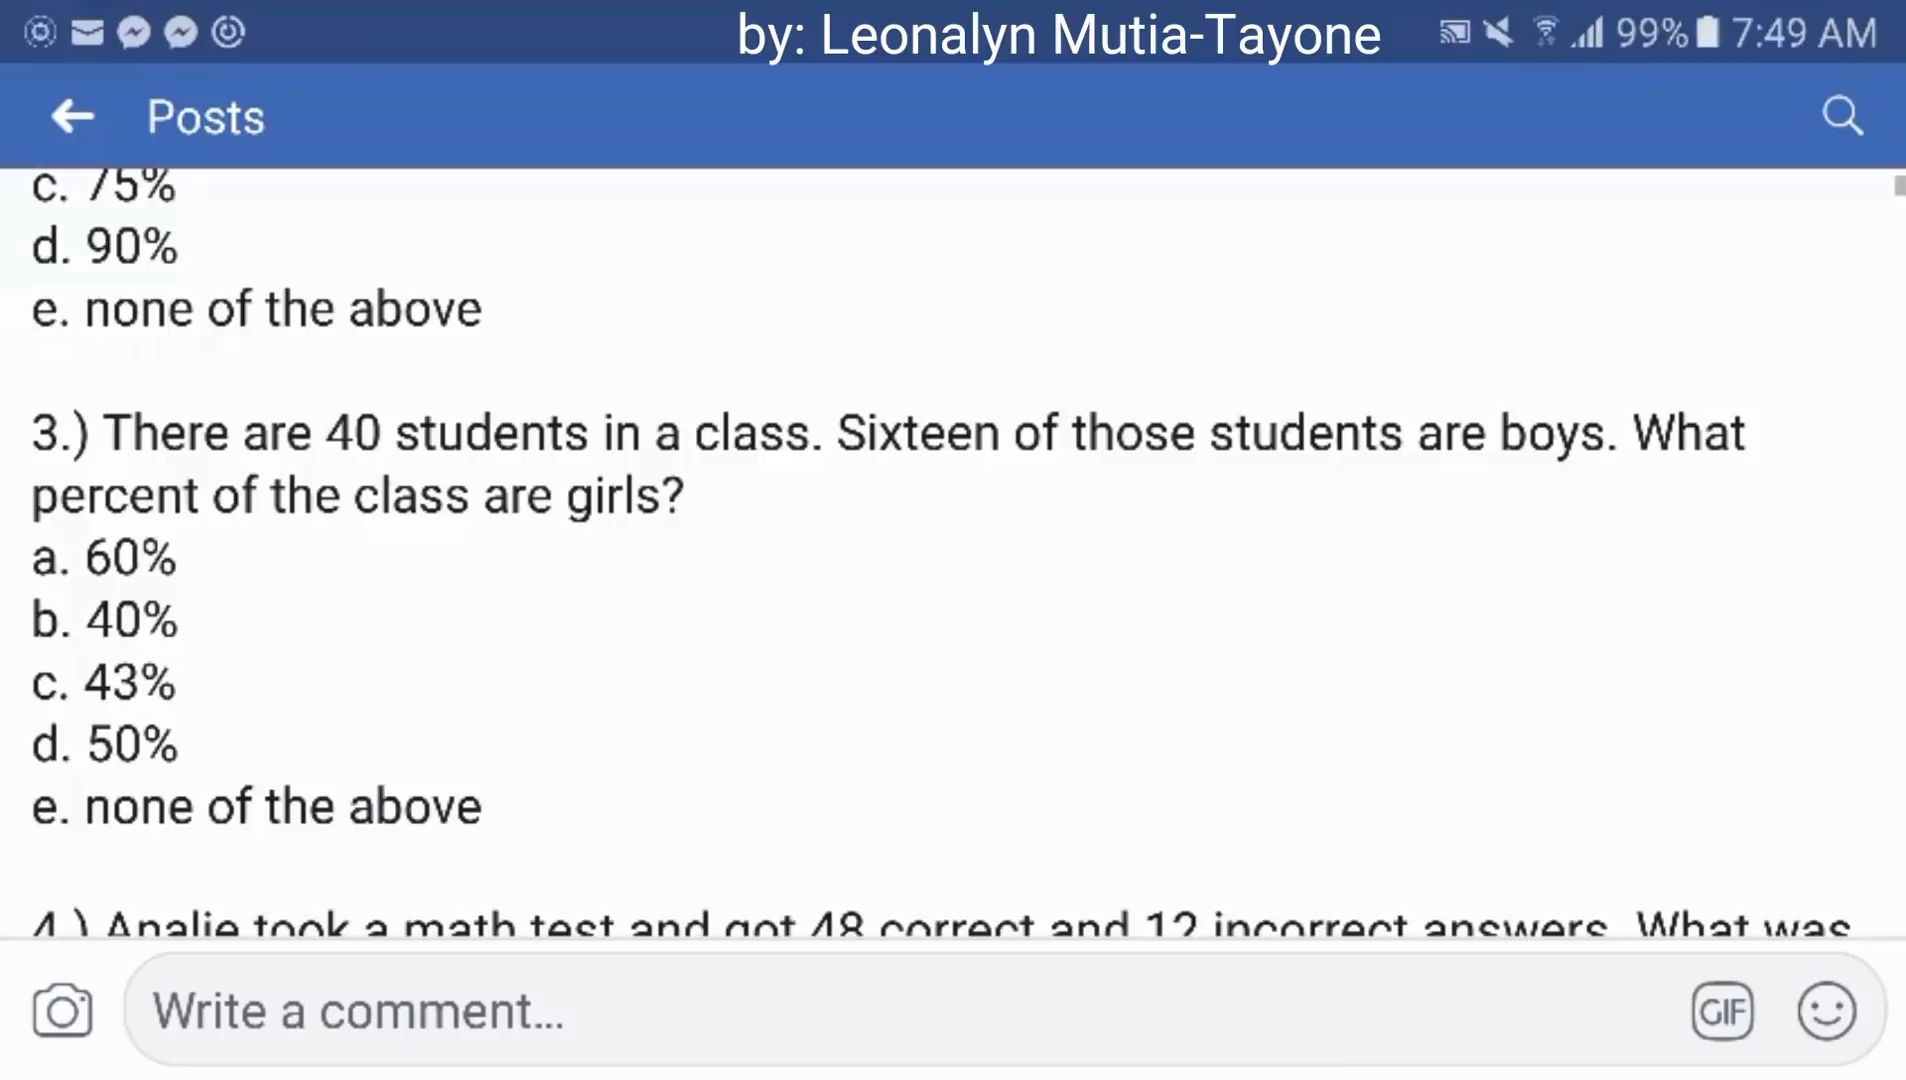 by: Leonalyn Mutia-Tayone
99% 7:49 AM
Posts
c. 75%
d. 90%
e. none of the above
3.) There are 40 students in a class. Sixteen of those students are boys. What
percent of the class are girls?
a. 60%
b. 40%
c. 43%
d. 50%
e. none of the above
4.) Analie took a math test and got 48 correct and 12 incorrect answers. What was
Write a comment...
GIF